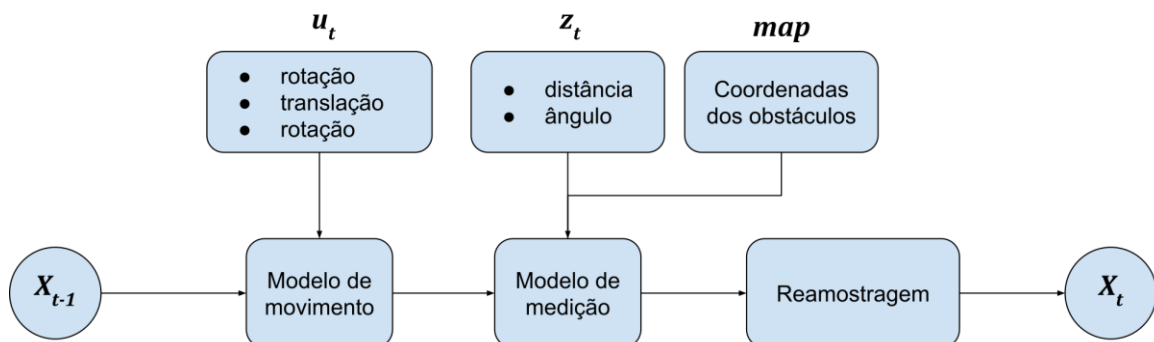 u_t
z_t
map
● rotação
● translação
● rotação
● distância
● ângulo
Coordenadas
dos obstáculos
X_{t-1}
Modelo de
movimento
Modelo de
medição
Reamostragem
X_t